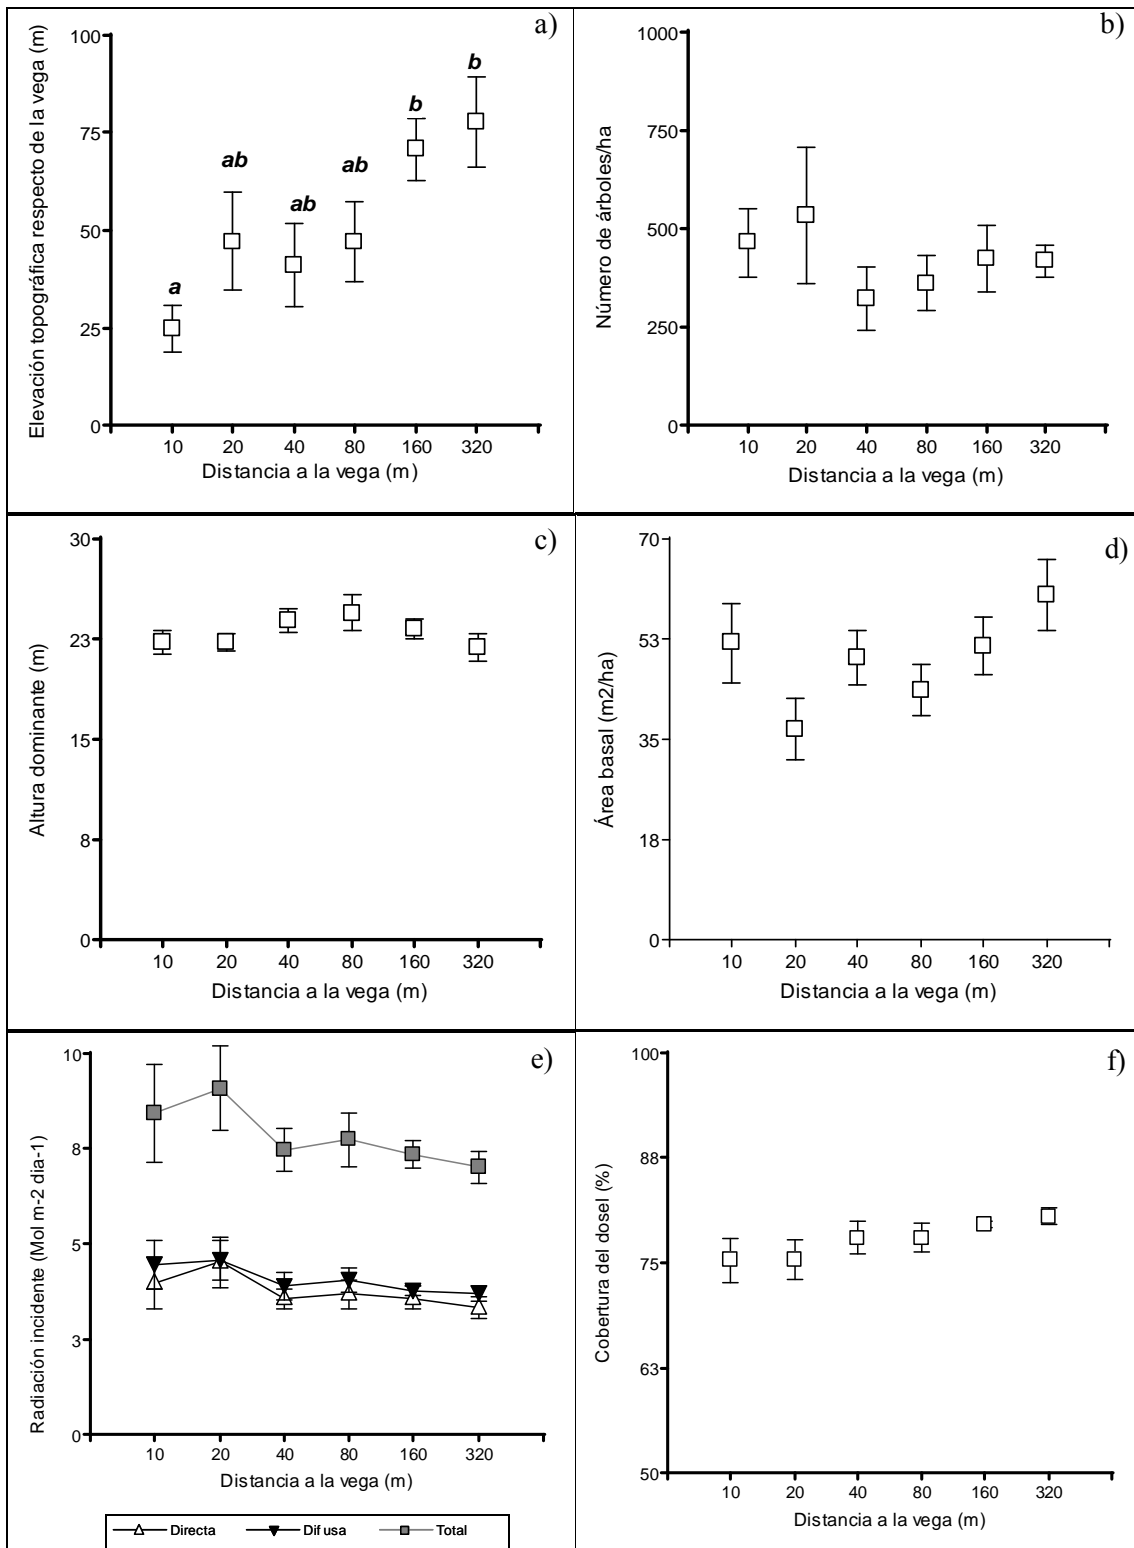 a)
Elevación topográfica respecto de la vega (m)
100
75
50
25
0
a
ab
ab
ab
b
b
10 20 40 80 160 320
Distancia a la vega (m)
b)
Número de árboles/ha
1000
750
500
250
0
10 20 40 80 160 320
Distancia a la vega (m)
c)
Altura dominante (m)
30
23
15
8
0
10 20 40 80 160 320
Distancia a la vega (m)
d)
Área basal (m2/ha)
70
53
35
18
0
10 20 40 80 160 320
Distancia a la vega (m)
e)
Radiación incidente (Mol m-2 dia-1)
10
8
5
3
0
10 20 40 80 160 320
Distancia a la vega (m)
Directa Dif usa Total
f)
Cobertura del dosel (%)
100
88
75
63
50
10 20 40 80 160 320
Distancia a la vega (m)